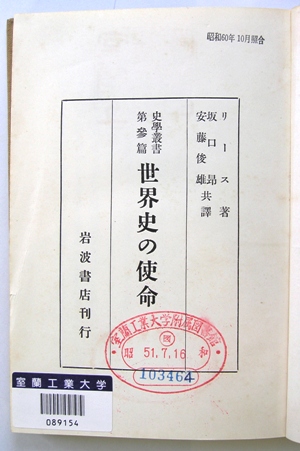 昭和60年10月照合
リース著
坂口昂
安藤俊雄
共譯
史學叢書
第參篇
世界史の使命
岩波書店刊行
室蘭工業大学附属図書館
國
昭 51.7.16
103464
室蘭工業大学
089154